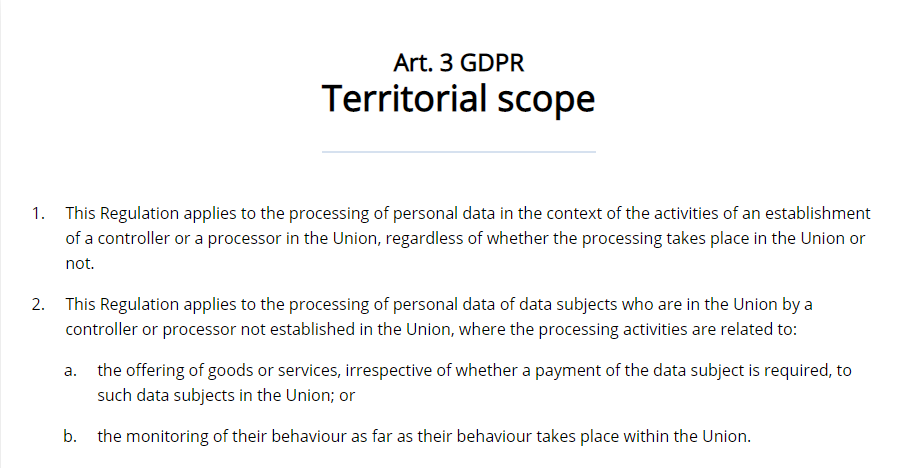 Art. 3 GDPR
Territorial scope
1. This Regulation applies to the processing of personal data in the context of the activities of an establishment
of a controller or a processor in the Union, regardless of whether the processing takes place in the Union or
not.
2. This Regulation applies to the processing of personal data of data subjects who are in the Union by a
controller or processor not established in the Union, where the processing activities are related to:
a. the offering of goods or services, irrespective of whether a payment of the data subject is required, to
such data subjects in the Union; or
b. the monitoring of their behaviour as far as their behaviour takes place within the Union.